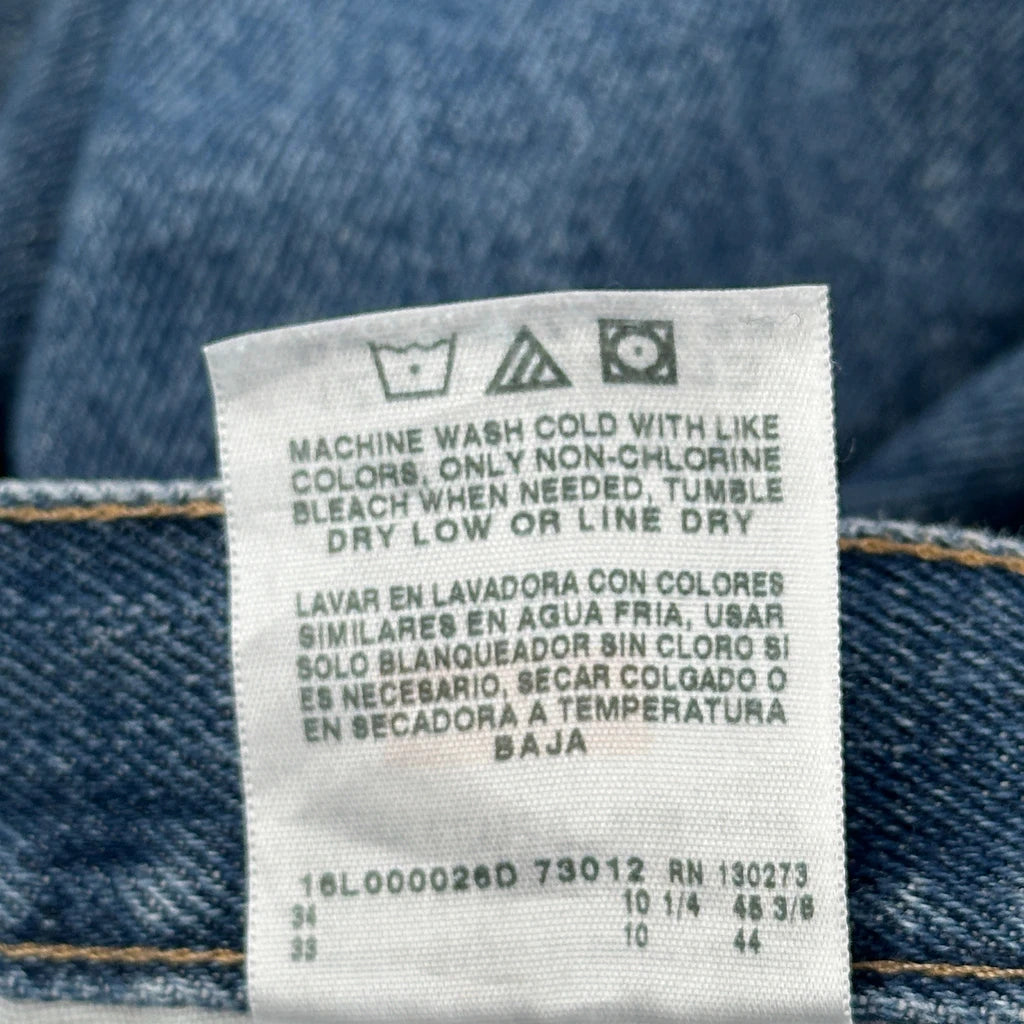 MACHINE WASH COLD WITH LIKE
COLORS, ONLY NON-CHLORINE
BLEACH WHEN NEEDED, TUMBLE
DRY LOW OR LINE DRY
LAVAR EN LAVADORA CON COLORES
SIMILARES EN AGUA FRIA, USAR
SOLO BLANQUEADOR SIN CLORO SI
ES NECESARIO, SECAR COLGADO O
EN SECADORA A TEMPERATURA
BAJA
16L000026D 73012 RN 130273
34 10 1/4 45 3/8
33 10 44